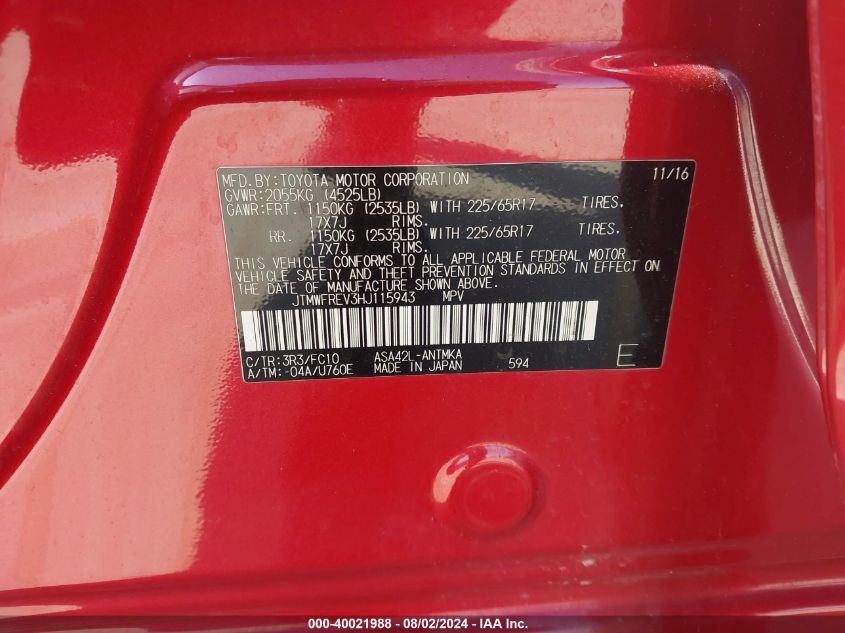 MFD.BY:TOYOTA MOTOR CORPORATION 11/16
GVWR:2055KG (4525LB)
GAWR:FRT. 1150KG (2535LB) WITH 225/65R17 TIRES.
17X7J RIMS.
RR. 1150KG (2535LB) WITH 225/65R17 TIRES.
17X7J RIMS.
THIS VEHICLE CONFORMS TO ALL APPLICABLE FEDERAL MOTOR
VEHICLE SAFETY AND THEFT PREVENTION STANDARDS IN EFFECT ON
THE DATE OF MANUFACTURE SHOWN ABOVE.
JTMWFREV3HJ115943 MPV
C/TR:3R3/FC10 ASA42L-ANTMKA
A/TM:-04A/U760E MADE IN JAPAN 594 E
000-40021988 - 08/02/2024 - IAA Inc.